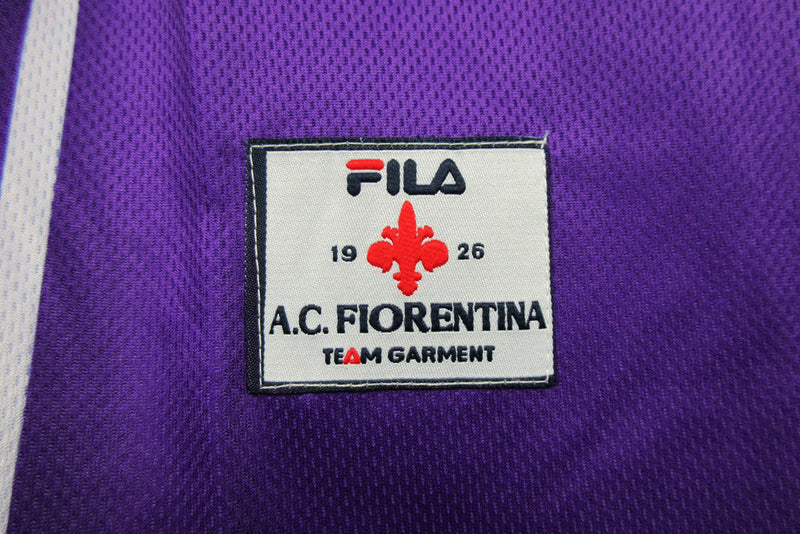 FILA
19 26
A.C. FIORENTINA
TEAM GARMENT